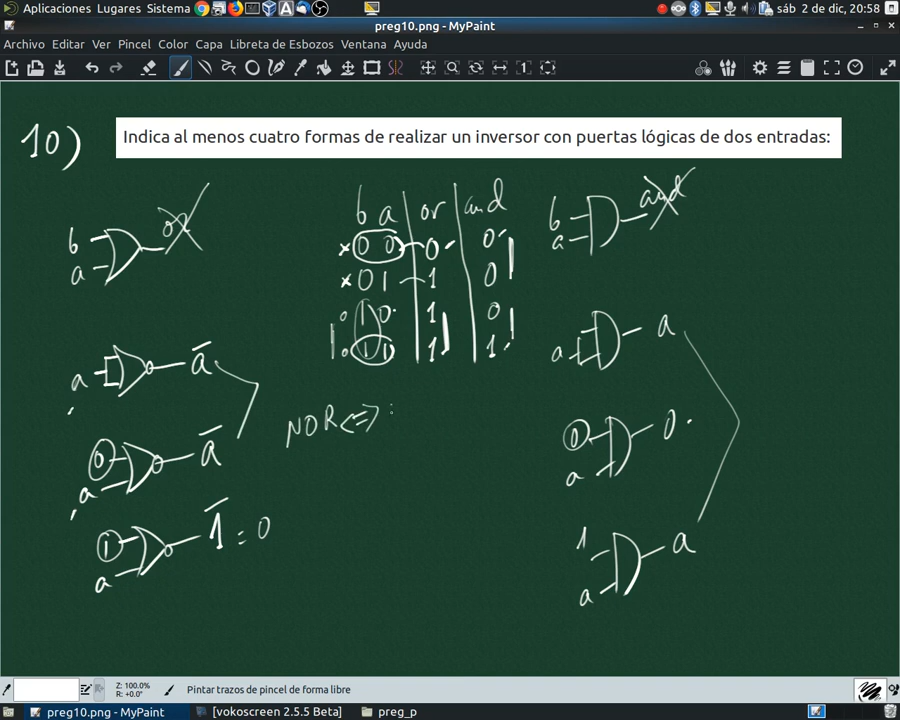 Aplicaciones Lugares Sistema
sáb 2 de dic, 20:58
preg10.png - MyPaint
Archivo Editar Ver Pincel Color Capa Libreta de Esbozos Ventana Ayuda
10)
Indica al menos cuatro formas de realizar un inversor con puertas lógicas de dos entradas:
b a or and
0 0 0 0
0 1 1 0
1 0 1 0
1 1 1 1
b
a
or
a a̅
0 a̅
a
1 1̅ = 0
a
NOR <=> :
b
a
and
a a
0 0
a
1 a
a
Z: 100.0%
R: +0.0°
Pintar trazos de pincel de forma libre
preg10.png - MyPaint
[vokoscreen 2.5.5 Beta]
preg_p